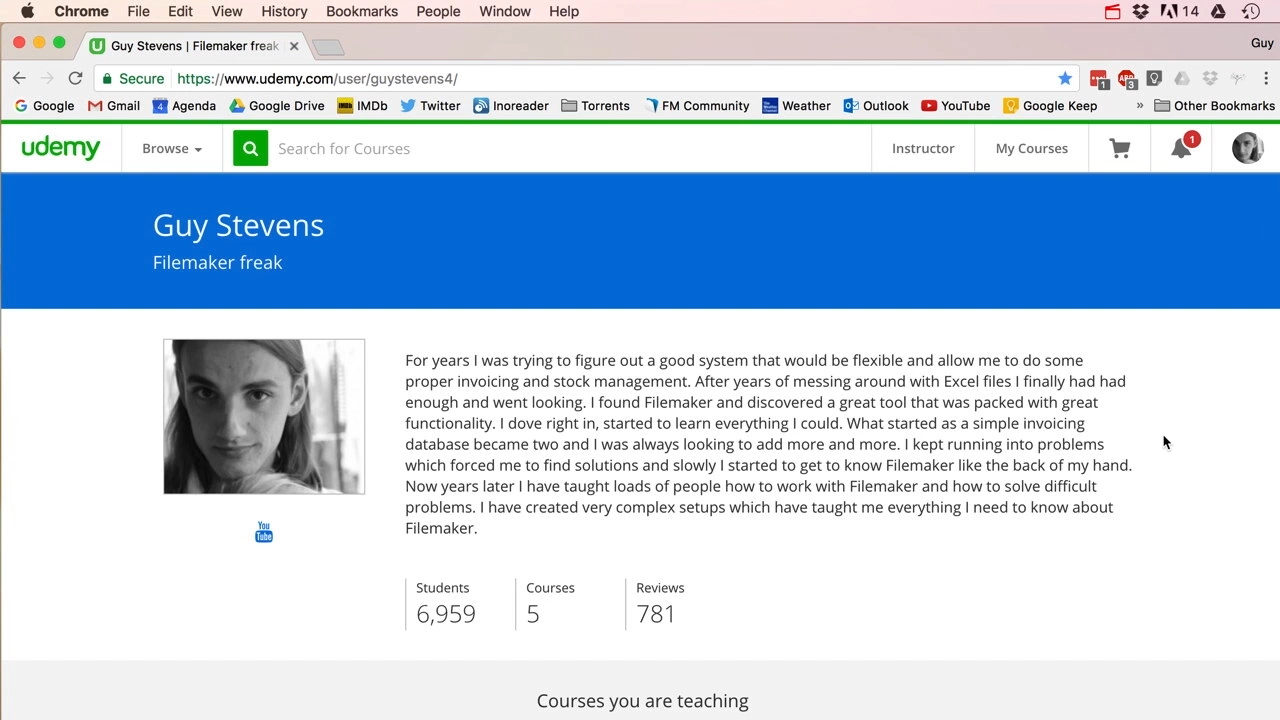 Chrome File Edit View History Bookmarks People Window Help 14
Guy Stevens | Filemaker freak Guy
Secure https://www.udemy.com/user/guystevens4/ 1 ABP 3
Google Gmail 4 Agenda Google Drive IMDb IMDb Twitter Inoreader Torrents FM Community Weather Outlook YouTube Google Keep » Other Bookmarks
udemy Browse Search for Courses Instructor My Courses 1
Guy Stevens
Filemaker freak
For years I was trying to figure out a good system that would be flexible and allow me to do some
proper invoicing and stock management. After years of messing around with Excel files I finally had had
enough and went looking. I found Filemaker and discovered a great tool that was packed with great
functionality. I dove right in, started to learn everything I could. What started as a simple invoicing
database became two and I was always looking to add more and more. I kept running into problems
which forced me to find solutions and slowly I started to get to know Filemaker like the back of my hand.
Now years later I have taught loads of people how to work with Filemaker and how to solve difficult
problems. I have created very complex setups which have taught me everything I need to know about
Filemaker.
You
Tube
Students Courses Reviews
6,959 5 781
Courses you are teaching